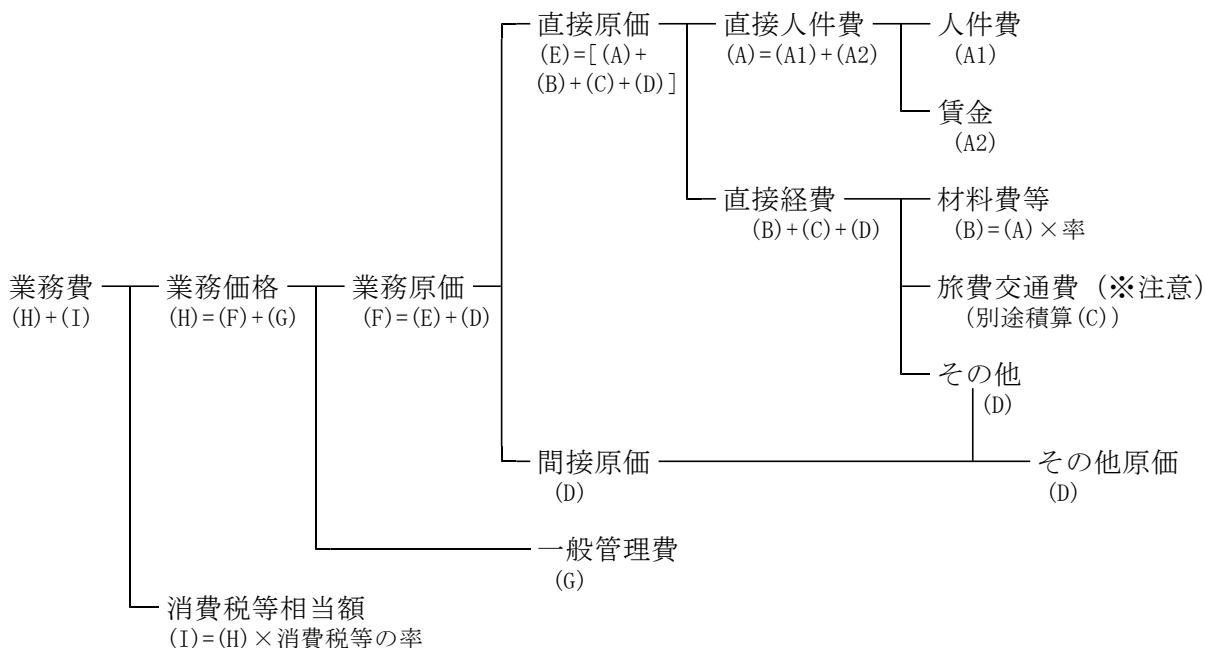 直接原価
(E)=[(A)+
(B)+(C)+(D)]
直接人件費
(A)=(A1)+(A2)
人件費
(A1)
賃金
(A2)
直接経費
(B)+(C)+(D)
材料費等
(B)=(A)×率
業務費
(H)+(I)
業務価格
(H)=(F)+(G)
業務原価
(F)=(E)+(D)
旅費交通費（※注意）
(別途積算(C))
その他
(D)
間接原価
(D)
その他原価
(D)
一般管理費
(G)
消費税等相当額
(I)=(H)×消費税等の率